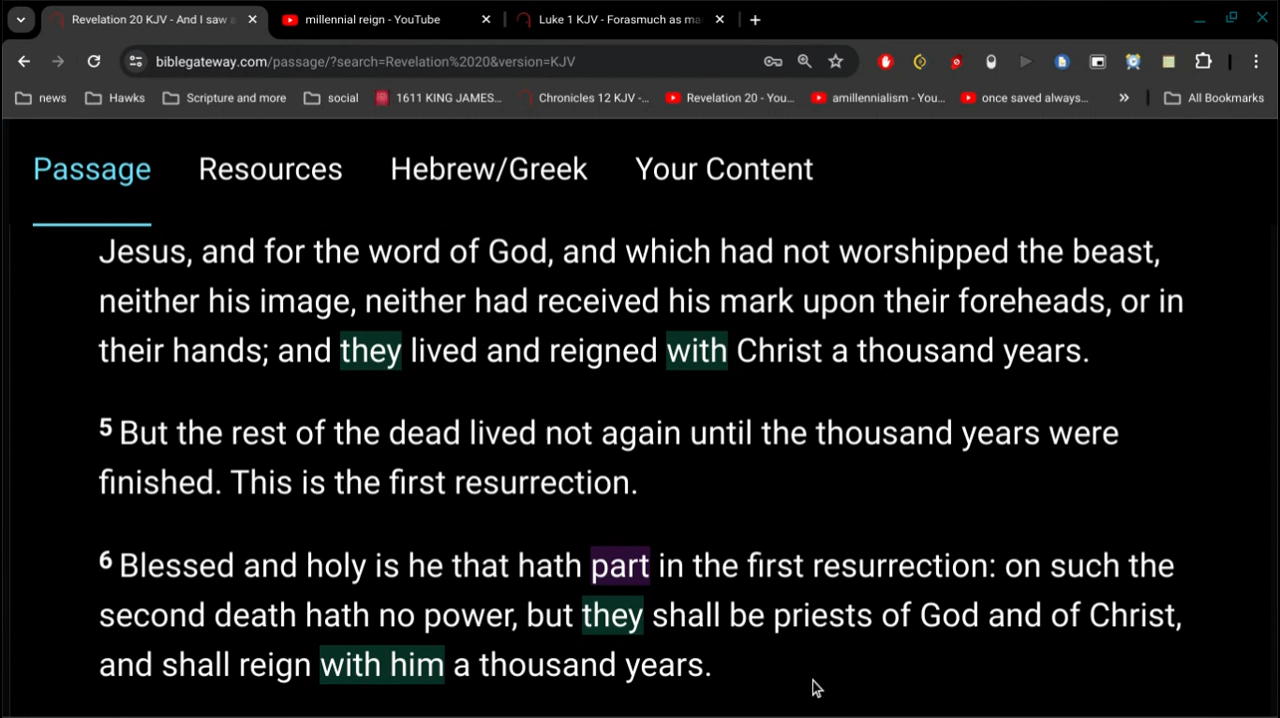 Revelation 20 KJV - And I saw a
millennial reign - YouTube
Luke 1 KJV - Forasmuch as ma
biblegateway.com/passage/?search=Revelation%2020&version=KJV
news
Hawks
Scripture and more
social
1611 KING JAMES...
Chronicles 12 KJV -...
Revelation 20 - You...
amillennialism - You...
once saved always...
All Bookmarks
Passage
Resources
Hebrew/Greek
Your Content
Jesus, and for the word of God, and which had not worshipped the beast,
neither his image, neither had received his mark upon their foreheads, or in
their hands; and they lived and reigned with Christ a thousand years.
5 But the rest of the dead lived not again until the thousand years were
finished. This is the first resurrection.
6 Blessed and holy is he that hath part in the first resurrection: on such the
second death hath no power, but they shall be priests of God and of Christ,
and shall reign with him a thousand years.